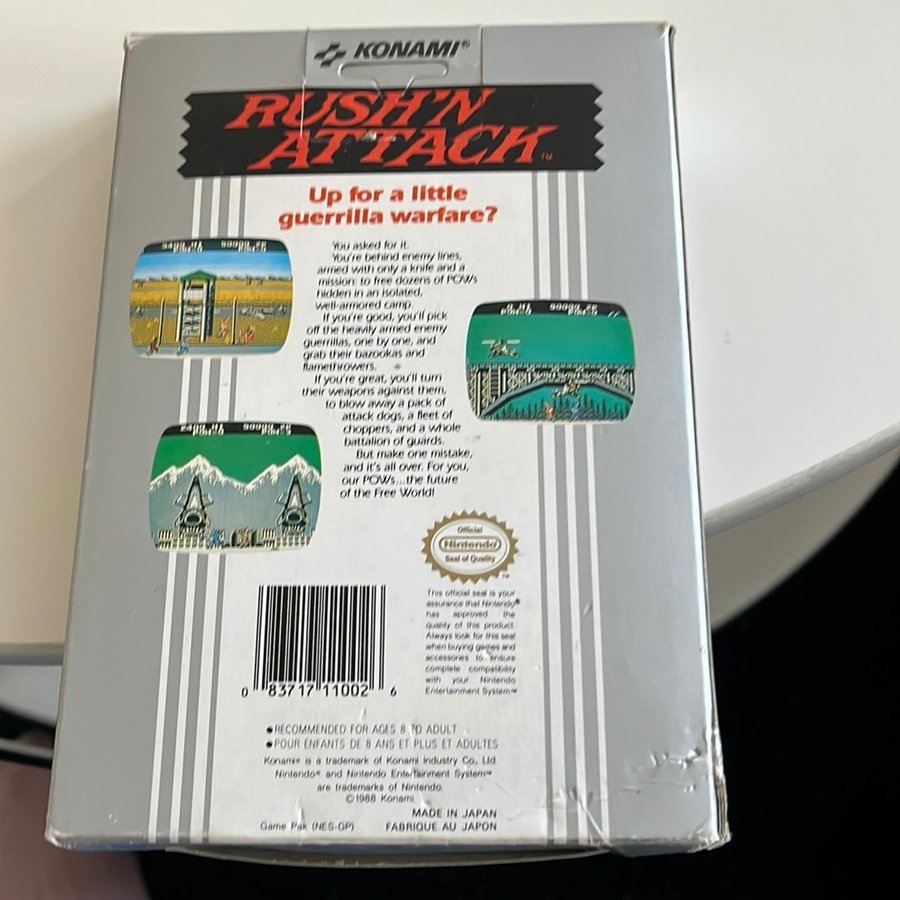 KONAMI®
RUSH'N
ATTACK™
Up for a little
guerrilla warfare?
You asked for it.
You're behind enemy lines,
armed with only a knife and a
mission: to free dozens of POWs
hidden in an isolated,
well-armored camp.
If you're good, you'll pick
off the heavily armed enemy
guerrillas, one by one, and
grab their bazookas and
flamethrowers.
If you're great, you'll turn
their weapons against them,
to blow away a pack of
attack dogs, a fleet of
choppers, and a whole
battalion of guards.
But make one mistake,
and it's all over. For you,
our POWs...the future
of the Free World!
Official
Nintendo
Seal of Quality
™
This official seal is your
assurance that Nintendo®
has approved the
quality of this product.
Always look for this seal
when buying games and
accessories to ensure
complete compatibility
with your Nintendo
Entertainment System™
0 83717 11002 6
●RECOMMENDED FOR AGES 8 TO ADULT
●POUR ENFANTS DE 8 ANS ET PLUS ET ADULTES
Konami® is a trademark of Konami Industry Co., Ltd.
Nintendo® and Nintendo Entertainment System™
are trademarks of Nintendo.
©1988 Konami.
MADE IN JAPAN
Game Pak (NES-GP) FABRIQUE AU JAPON